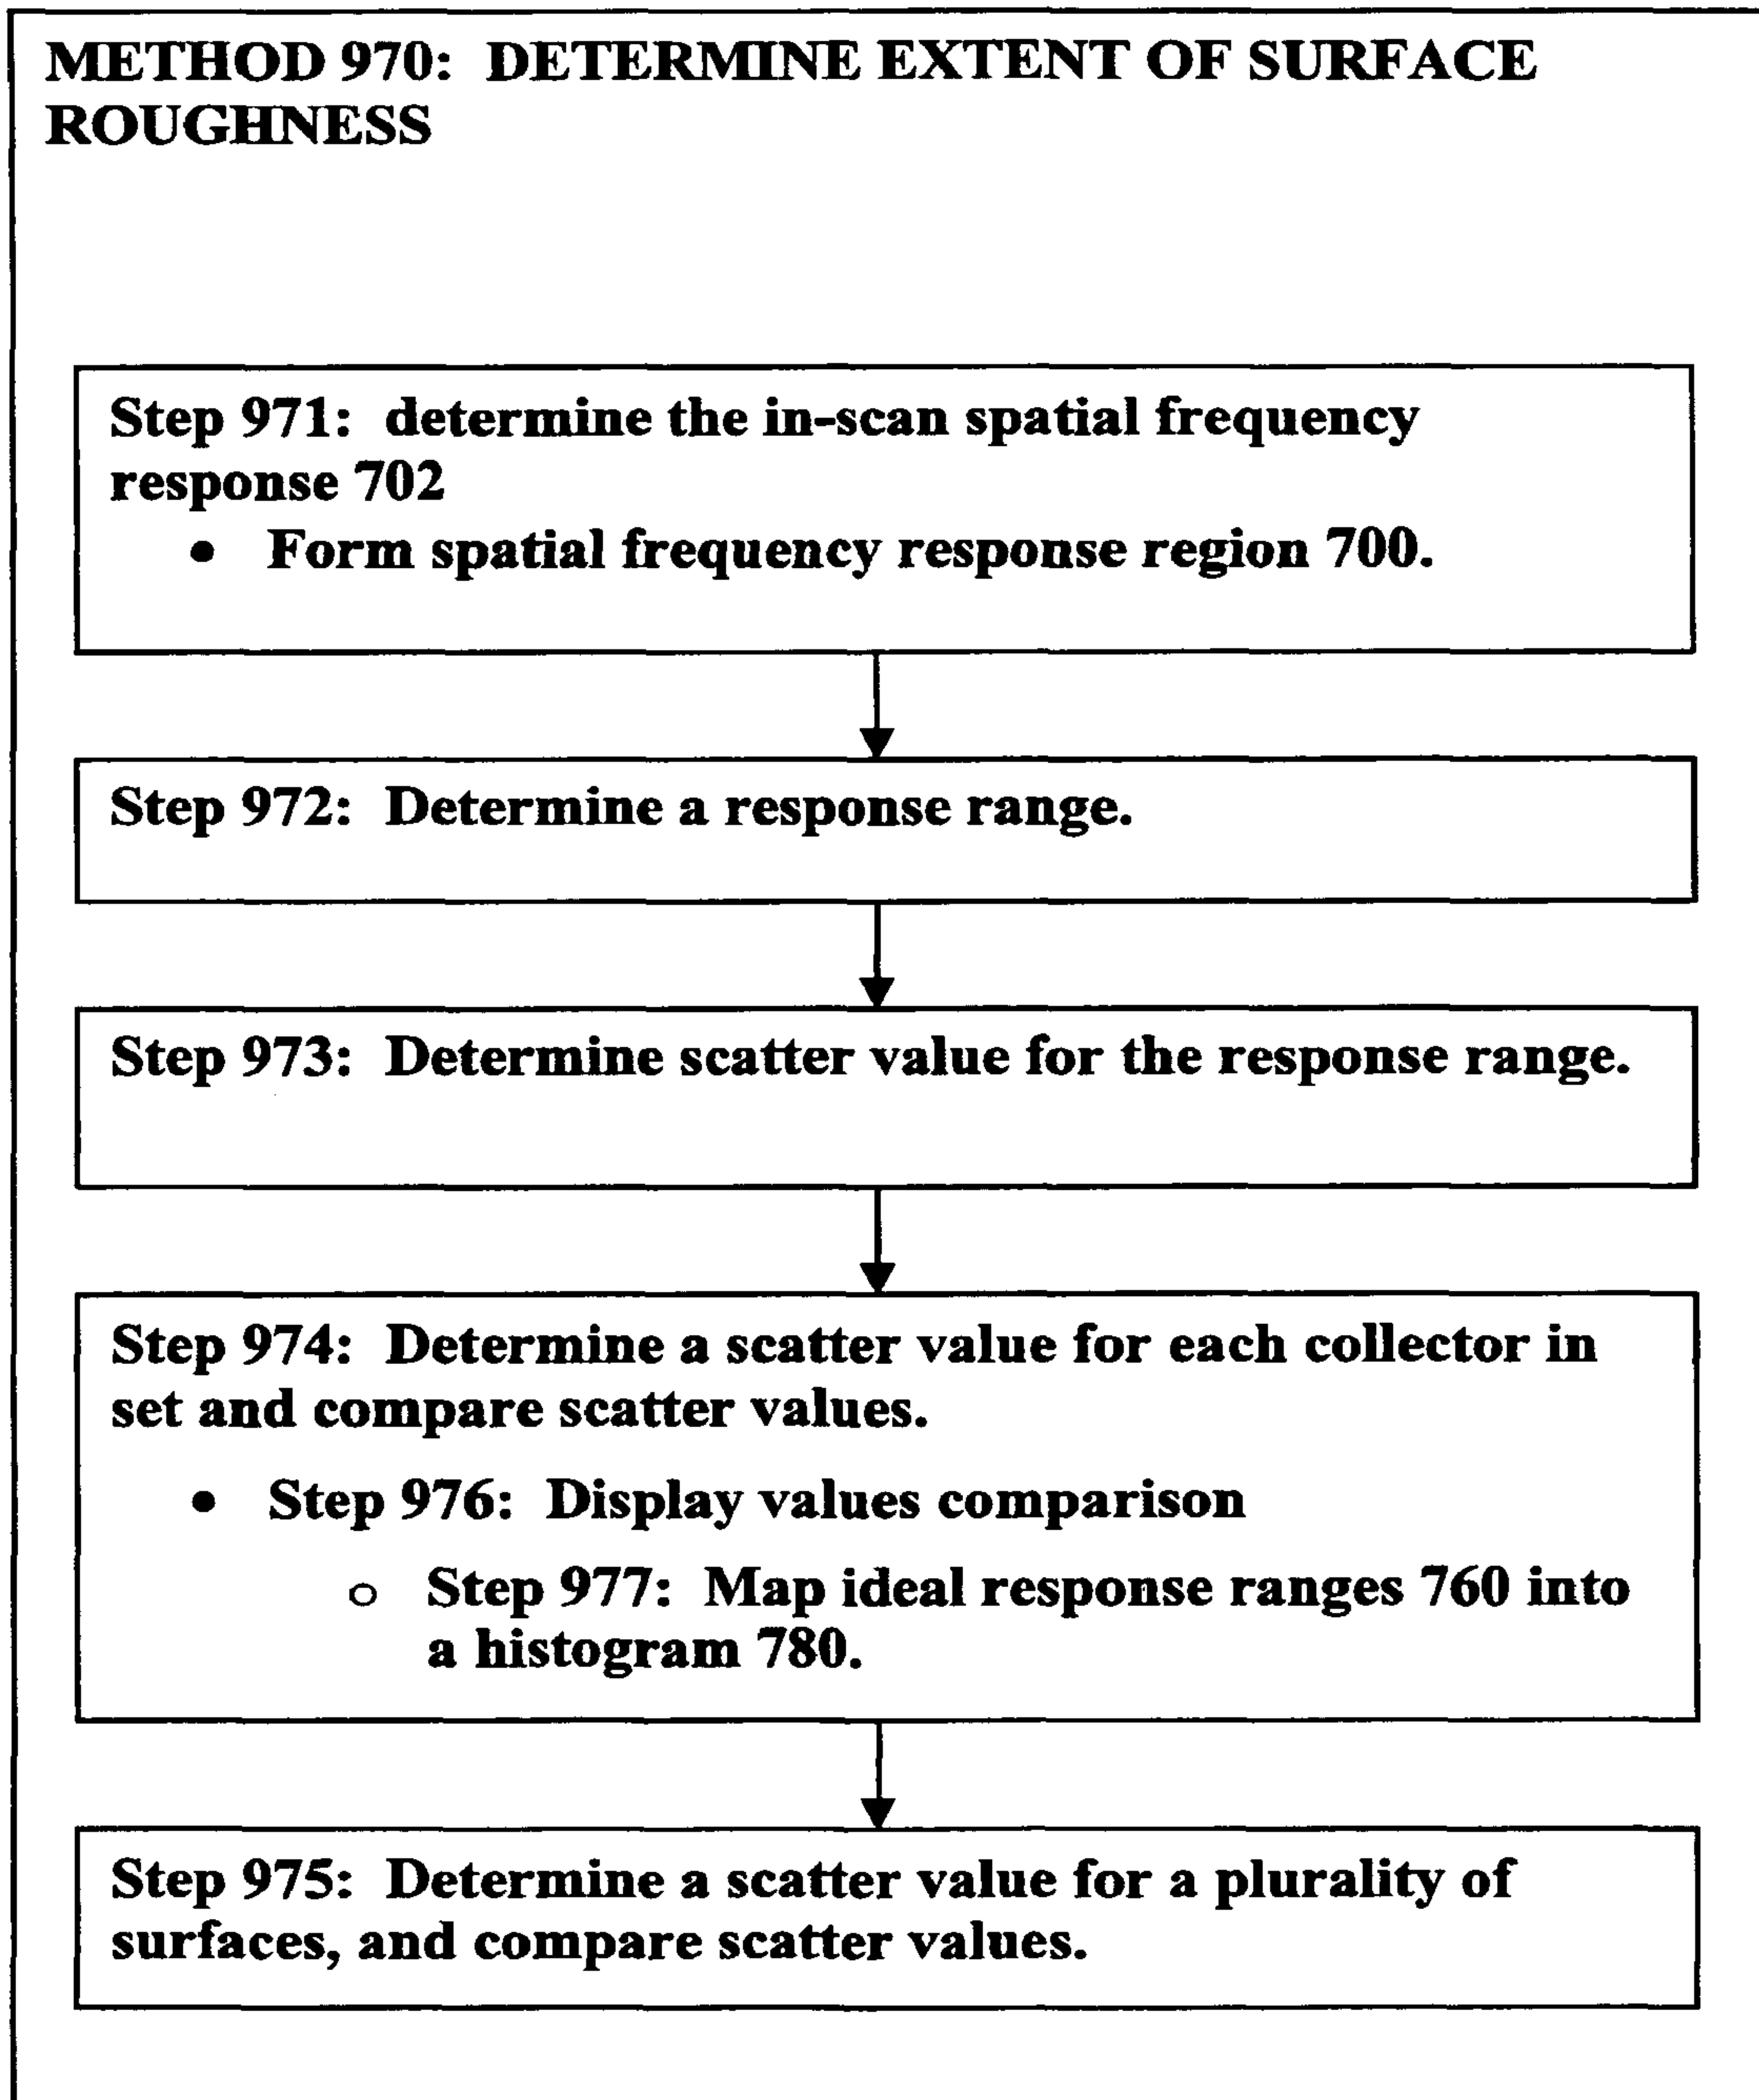 METHOD 970: DETERMINE EXTENT OF SURFACE
ROUGHNESS
Step 971: determine the in-scan spatial frequency
response 702
• Form spatial frequency response region 700.
Step 972: Determine a response range.
Step 973: Determine scatter value for the response range.
Step 974: Determine a scatter value for each collector in
set and compare scatter values.
• Step 976: Display values comparison
o Step 977: Map ideal response ranges 760 into
a histogram 780.
Step 975: Determine a scatter value for a plurality of
surfaces, and compare scatter values.